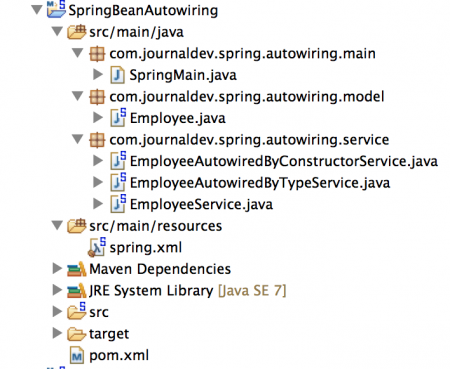 SpringBeanAutowiring
src/main/java
com.journaldev.spring.autowiring.main
SpringMain.java
com.journaldev.spring.autowiring.model
Employee.java
com.journaldev.spring.autowiring.service
EmployeeAutowiredByConstructorService.java
EmployeeAutowiredByTypeService.java
EmployeeService.java
src/main/resources
spring.xml
Maven Dependencies
JRE System Library [Java SE 7]
src
target
pom.xml